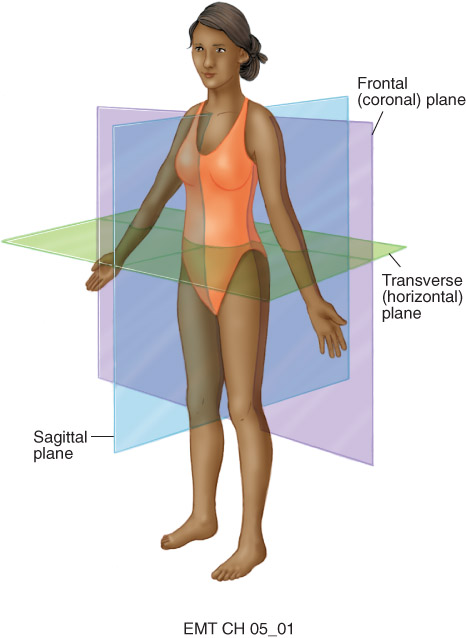 Frontal
(coronal) plane
Transverse
(horizontal)
plane
Sagittal
plane
EMT CH 05_01